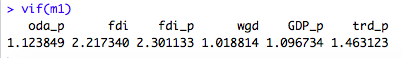 > vif(m1)
oda_p fdi fdi_p wgd GDP_p trd_p
1.123849 2.217340 2.301133 1.018814 1.096734 1.463123